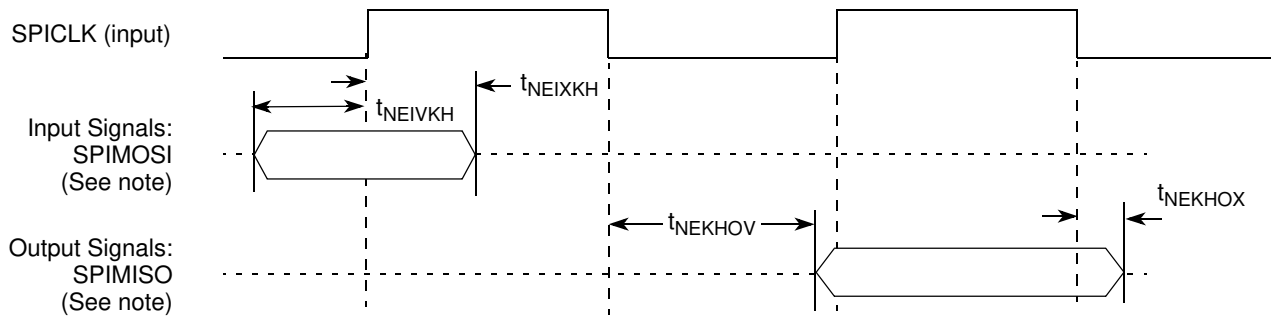 SPICLK (input)
tNEIXKH
tNEIVKH
Input Signals:
SPIMOSI
(See note)
tNEKHOX
tNEKHOV
Output Signals:
SPIMISO
(See note)